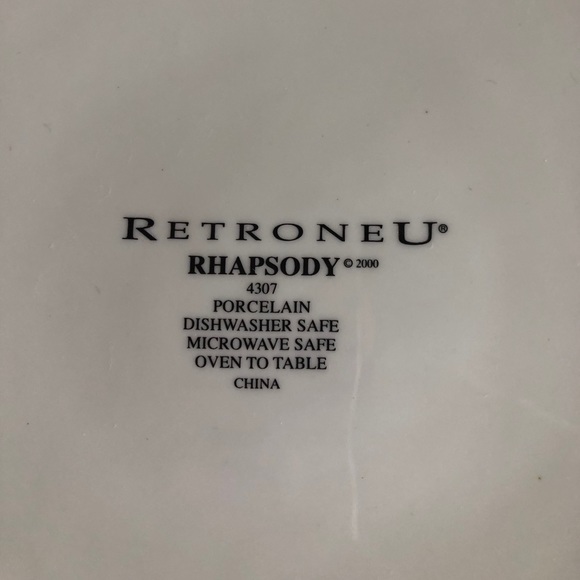 RETRONEU®
RHAPSODY © 2000
4307
PORCELAIN
DISHWASHER SAFE
MICROWAVE SAFE
OVEN TO TABLE
CHINA